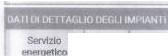 DATI DI DETTAGLIO DEGLI IMPIANTI
Servizio
energetico